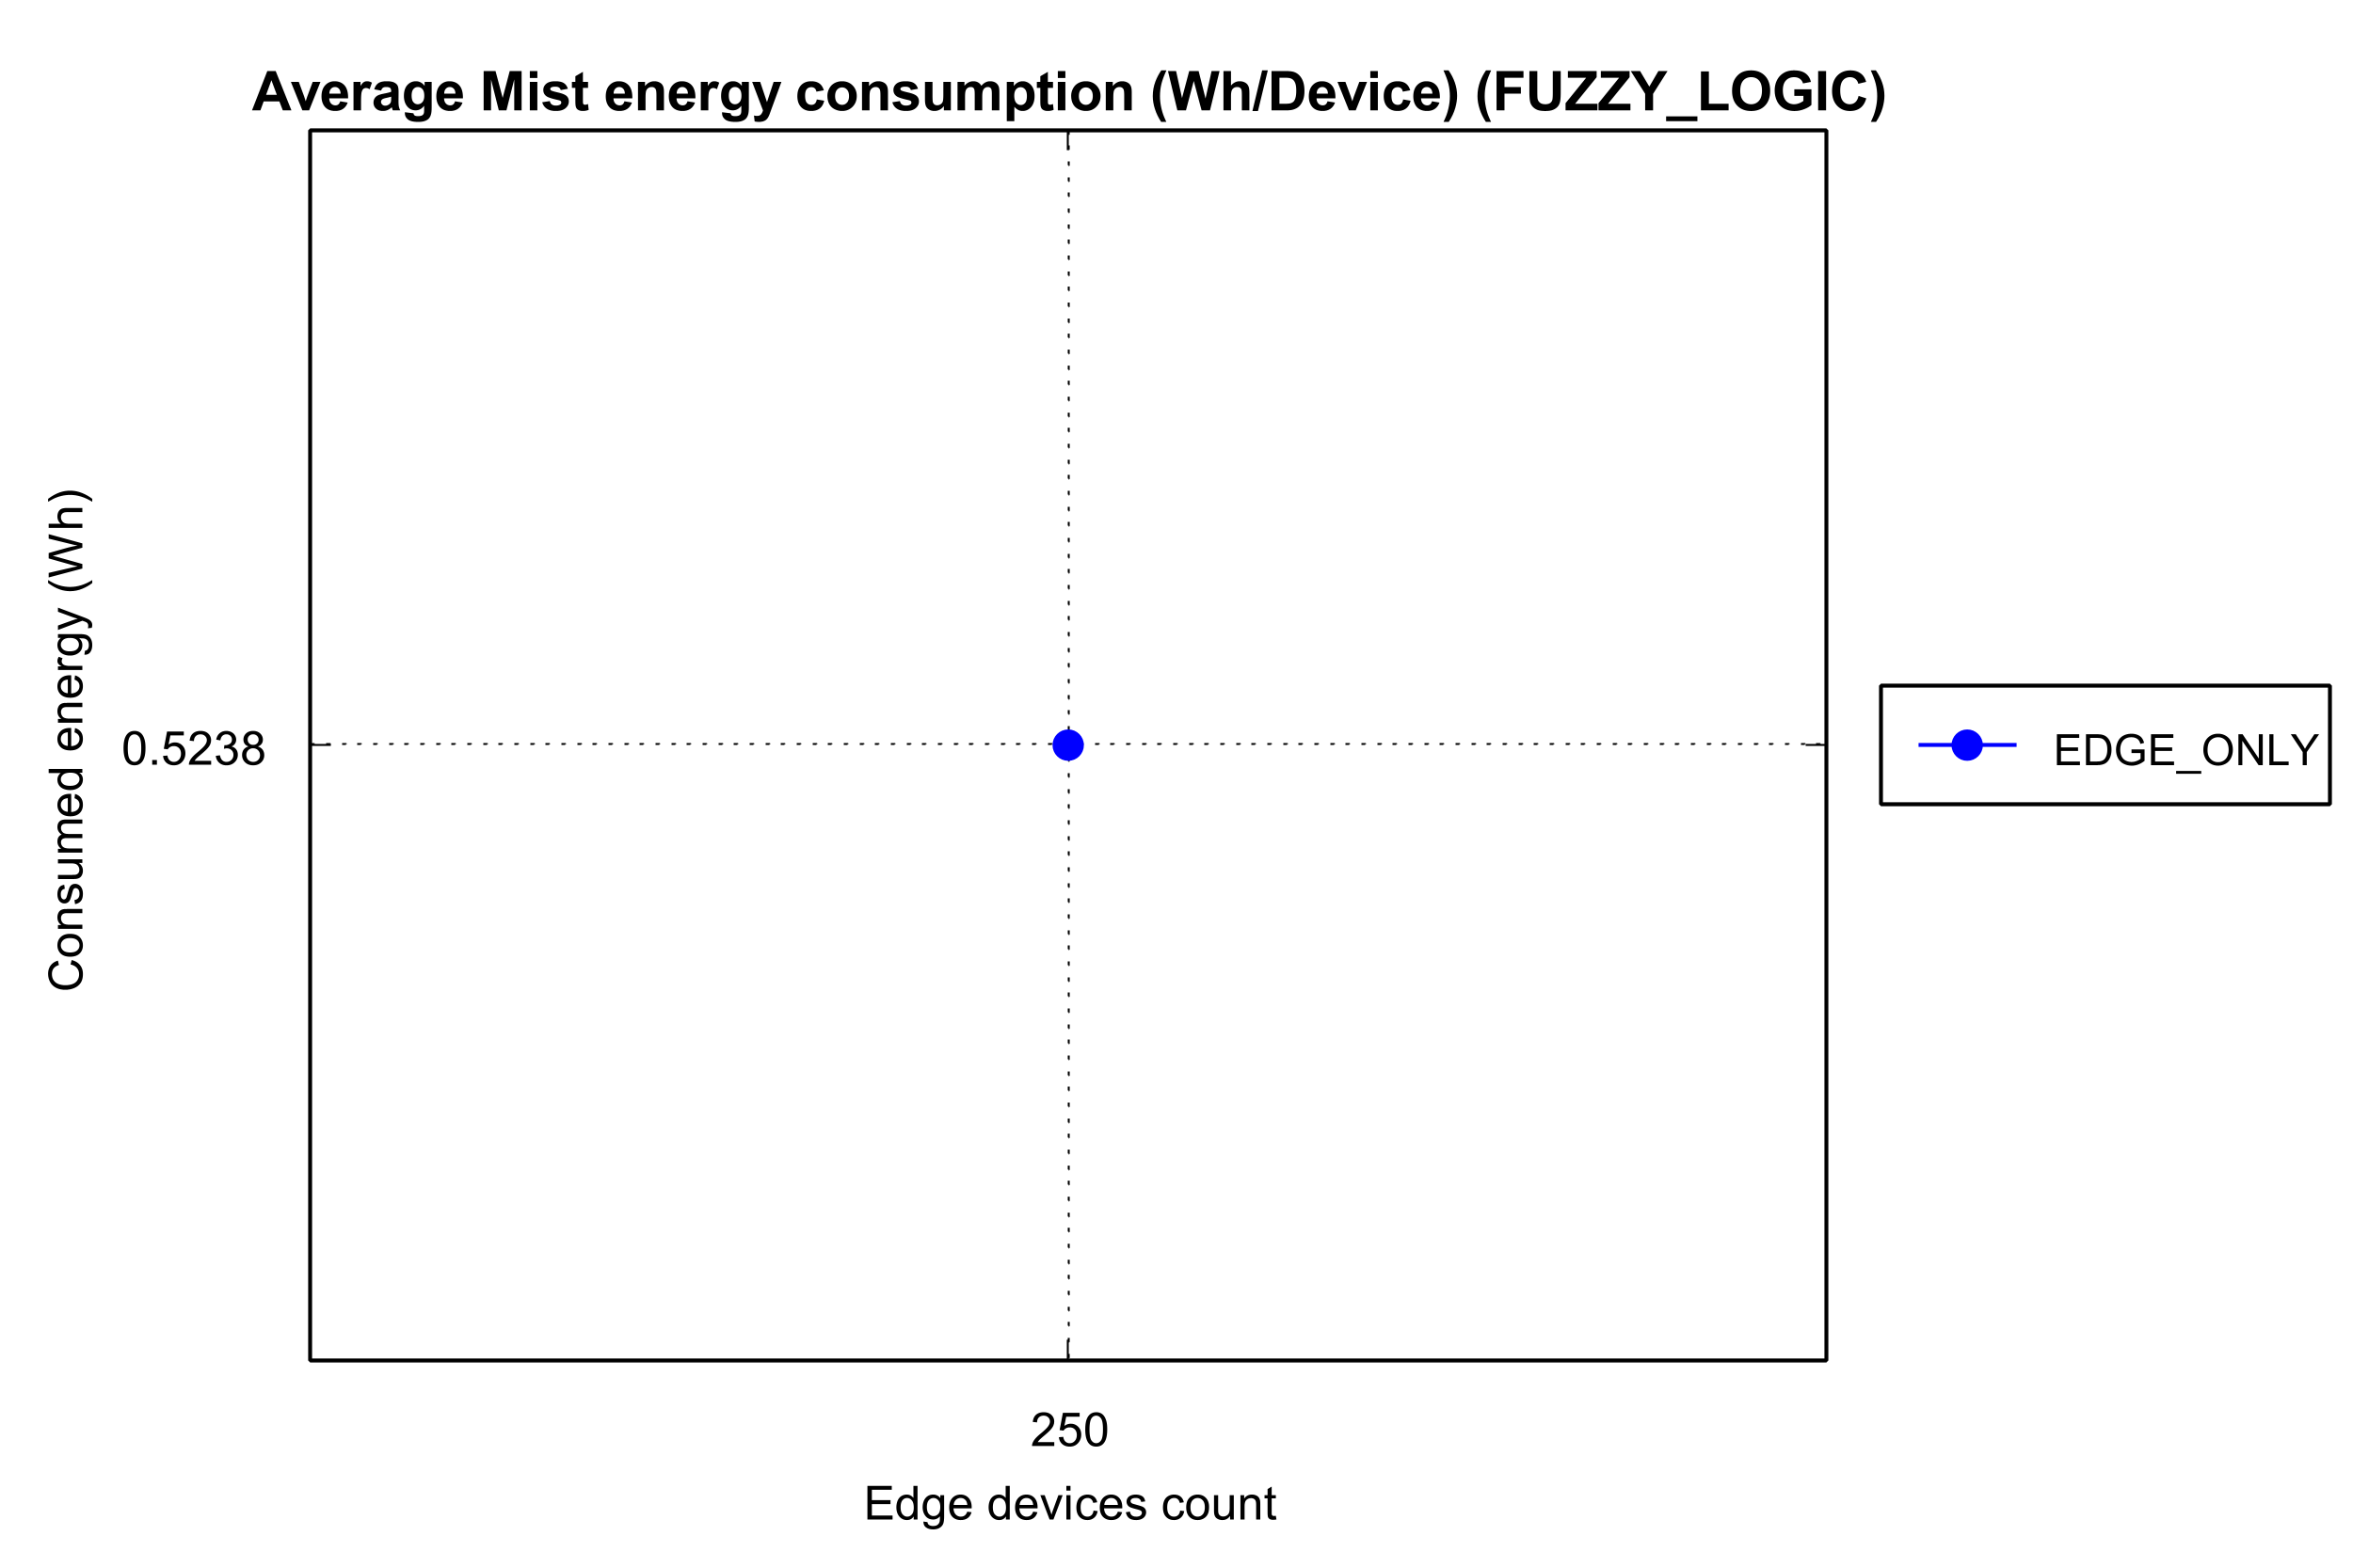 Average Mist energy consumption (Wh/Device) (FUZZY_LOGIC)
Consumed energy (Wh)
0.5238
EDGE_ONLY
250
Edge devices count